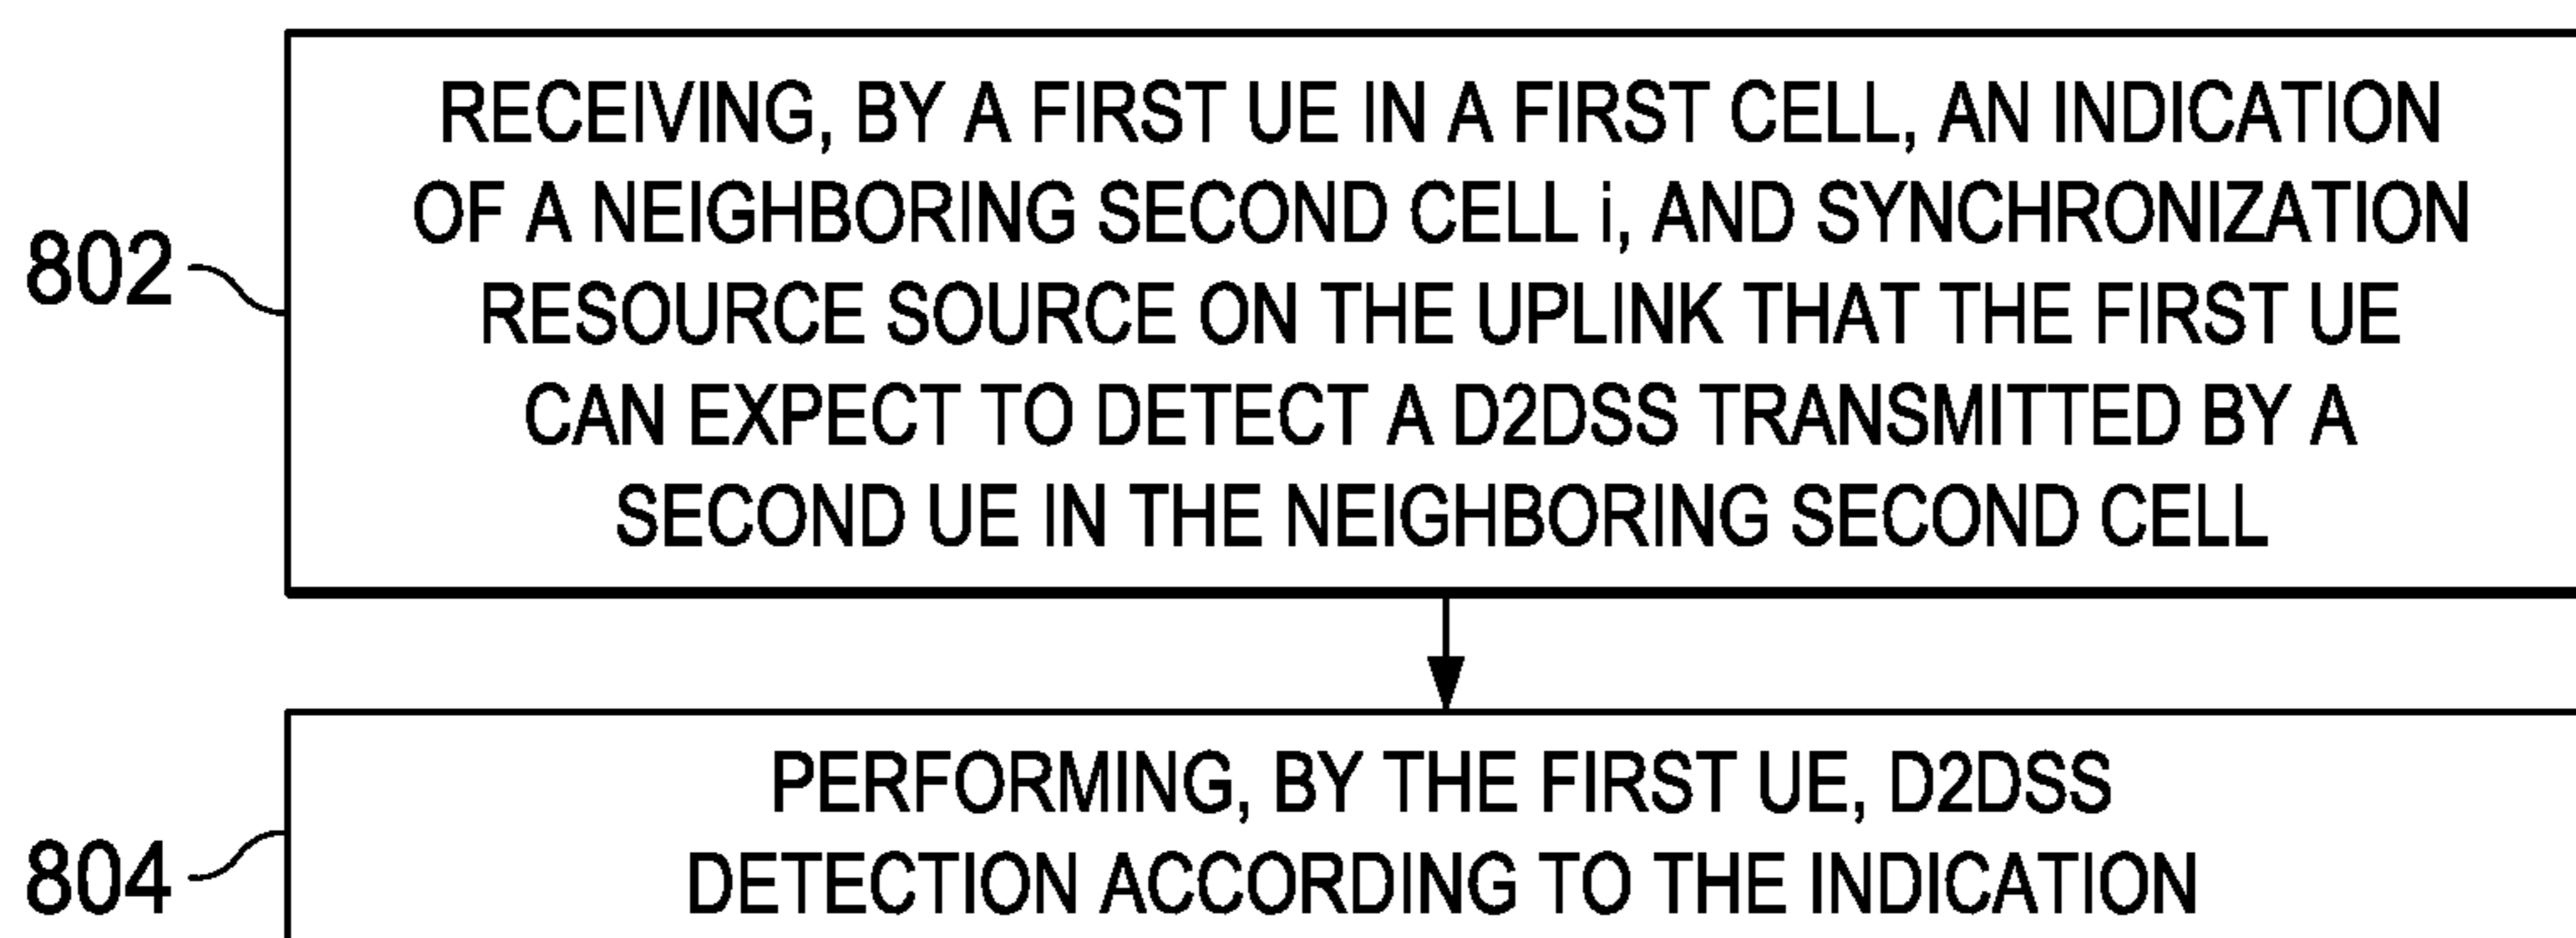 RECEIVING, BY A FIRST UE IN A FIRST CELL, AN INDICATION
OF A NEIGHBORING SECOND CELL i, AND SYNCHRONIZATION
802
RESOURCE SOURCE ON THE UPLINK THAT THE FIRST UE
CAN EXPECT TO DETECT A D2DSS TRANSMITTED BY A
SECOND UE IN THE NEIGHBORING SECOND CELL
PERFORMING, BY THE FIRST UE, D2DSS
804
DETECTION ACCORDING TO THE INDICATION